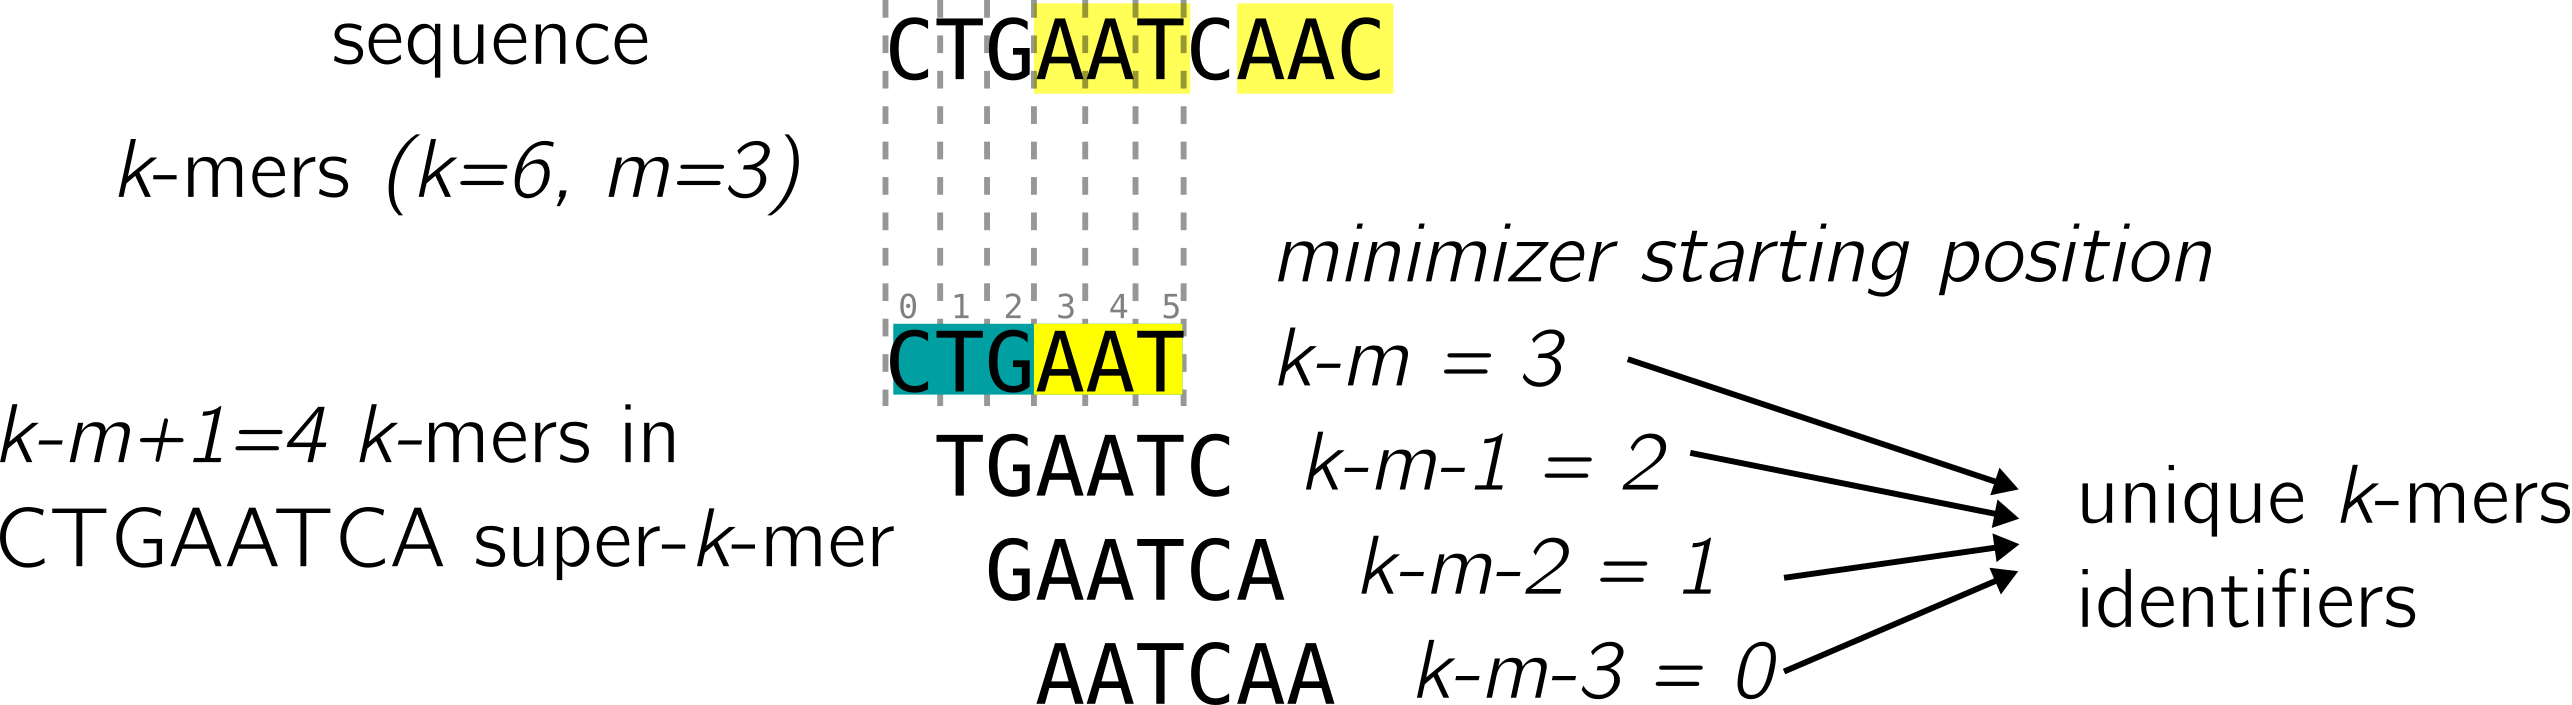 sequence CTGAATCAAC
k-mers (k=6, m=3)
minimizer starting position
0 1 2 3 4 5
CTGAAT k-m = 3
k-m+1=4 k-mers in
TGAATC k-m-1 = 2
unique k-mers
CTGAATCA super-k-mer
GAATCA k-m-2 = 1
identifiers
AATCAA k-m-3 = 0